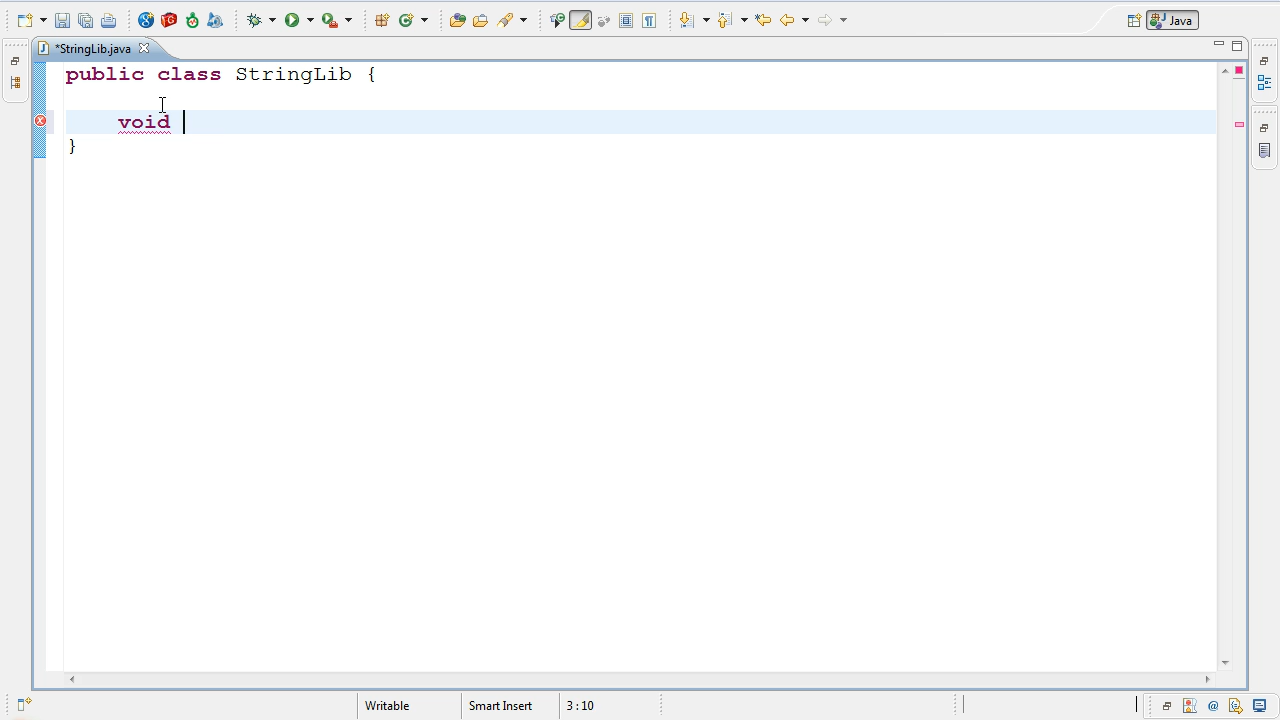 Java
*StringLib.java
public class StringLib {
void
}
Writable
Smart Insert
3 : 10